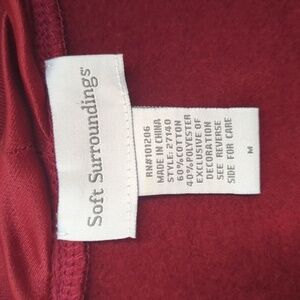 Soft Surroundings®
RN#101206
MADE IN CHINA
STYLE: 27140
60%COTTON
40%POLYESTER
EXCLUSIVE OF
DECORATION
SEE REVERSE
SIDE FOR CARE
M